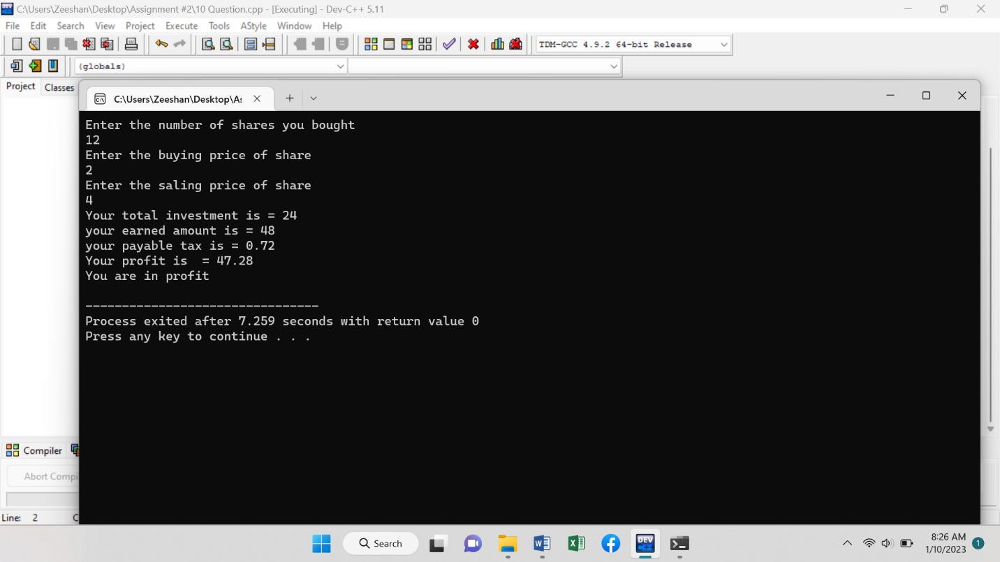 C:\Users\Zeeshan\Desktop\Assignment #2\10 Question.cpp - [Executing] - Dev-C++ 5.11
File Edit Search View Project Execute Tools AStyle Window Help
TDM-GCC 4.9.2 64-bit Release
(globals)
Project Classes
C:\Users\Zeeshan\Desktop\As
Enter the number of shares you bought
12
Enter the buying price of share
2
Enter the saling price of share
4
Your total investment is = 24
your earned amount is = 48
your payable tax is = 0.72
Your profit is  = 47.28
You are in profit
--------------------------------
Process exited after 7.259 seconds with return value 0
Press any key to continue . . .
Compiler
Abort Compi
Line: 2 C
Search
DEV C++
8:26 AM
1/10/2023
1